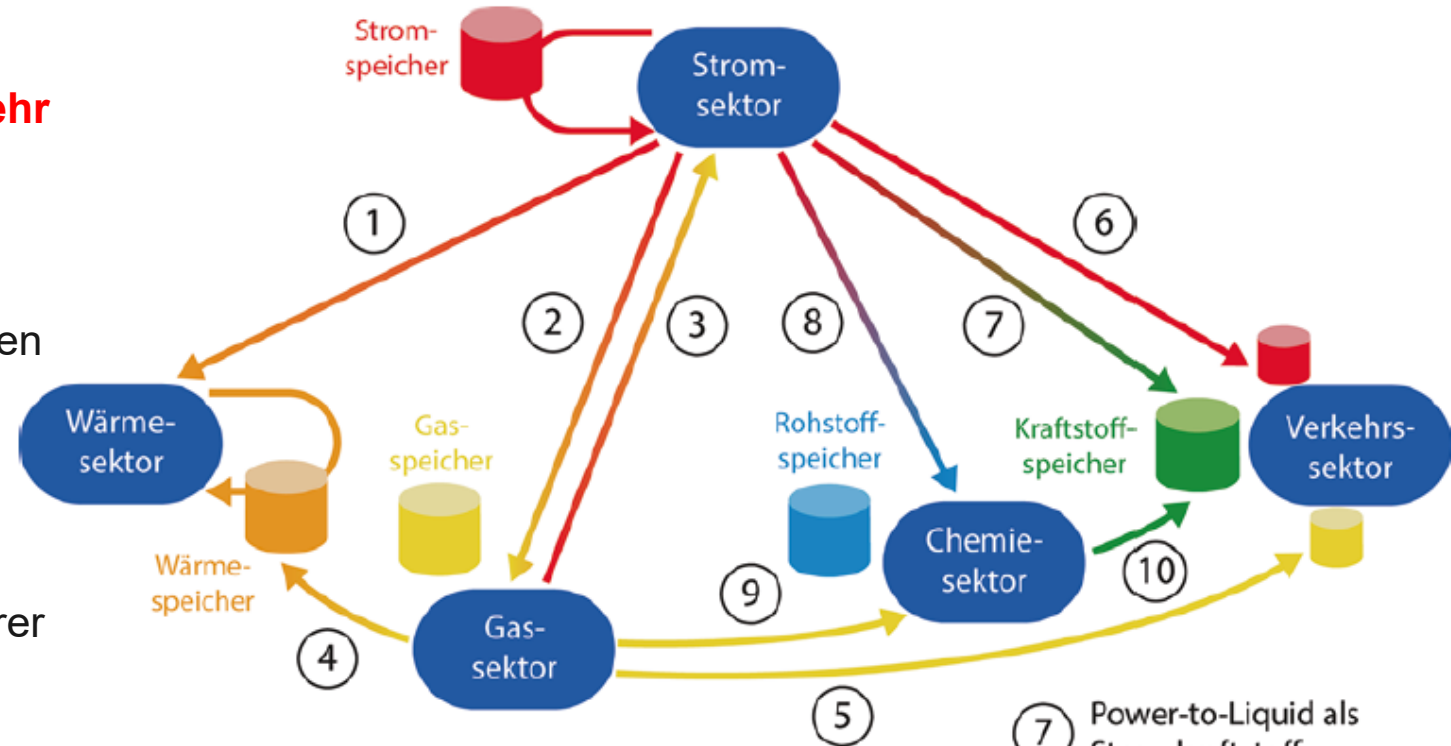 Strom-
speicher
Strom-
sektor
ehr
1
6
2
3
8
7
en
Wärme-
sektor
Gas-
speicher
Rohstoff-
speicher
Kraftstoff-
speicher
Verkehrs-
sektor
Wärme-
speicher
Chemie-
sektor
10
9
rer
Gas-
sektor
4
5
7 Power-to-Liquid als